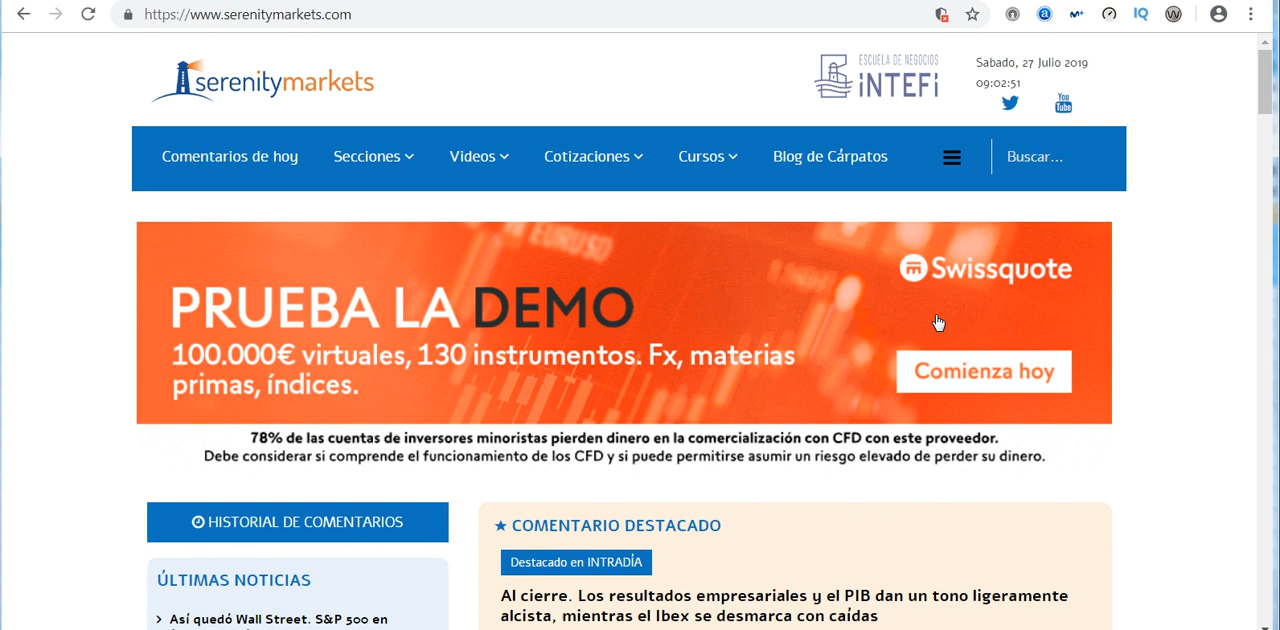 https://www.serenitymarkets.com
serenitymarkets
ESCUELA DE NEGOCIOS
INTEFI
Sabado, 27 Julio 2019
09:02:51
You
Tube
Comentarios de hoy
Secciones
Videos
Cotizaciones
Cursos
Blog de Cárpatos
Buscar...
EURUSD
Swissquote
PRUEBA LA DEMO
100.000€ virtuales, 130 instrumentos. Fx, materias
primas, índices.
Comienza hoy
78% de las cuentas de inversores minoristas pierden dinero en la comercialización con CFD con este proveedor.
Debe considerar si comprende el funcionamiento de los CFD y si puede permitirse asumir un riesgo elevado de perder su dinero.
HISTORIAL DE COMENTARIOS
ÚLTIMAS NOTICIAS
Así quedó Wall Street. S&P 500 en
COMENTARIO DESTACADO
Destacado en INTRADÍA
Al cierre. Los resultados empresariales y el PIB dan un tono ligeramente
alcista, mientras el Ibex se desmarca con caídas